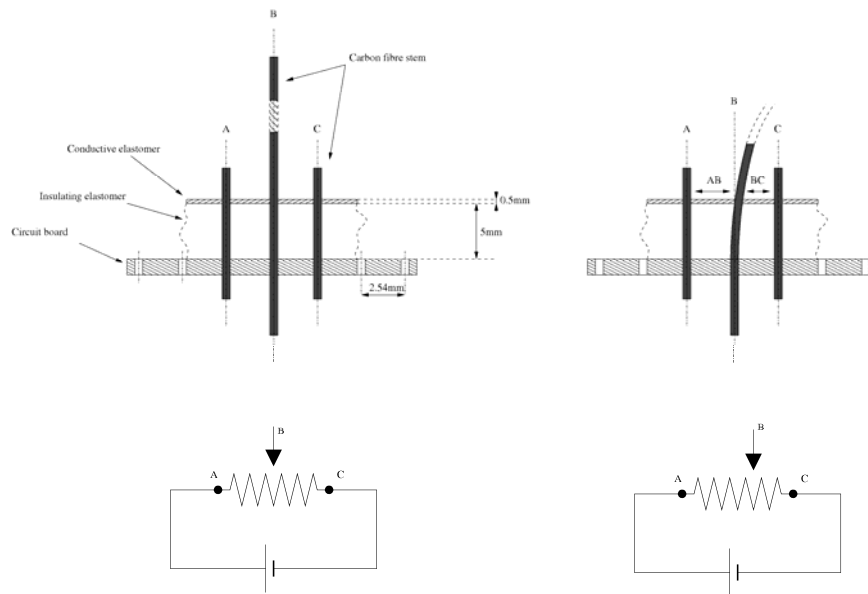 B
Carbon fibre stem
A
C
Conductive elastomer
Insulating elastomer
Circuit board
0.5mm
5mm
2.54mm
B
A
C
AB
BC
B
A
C
B
A
C